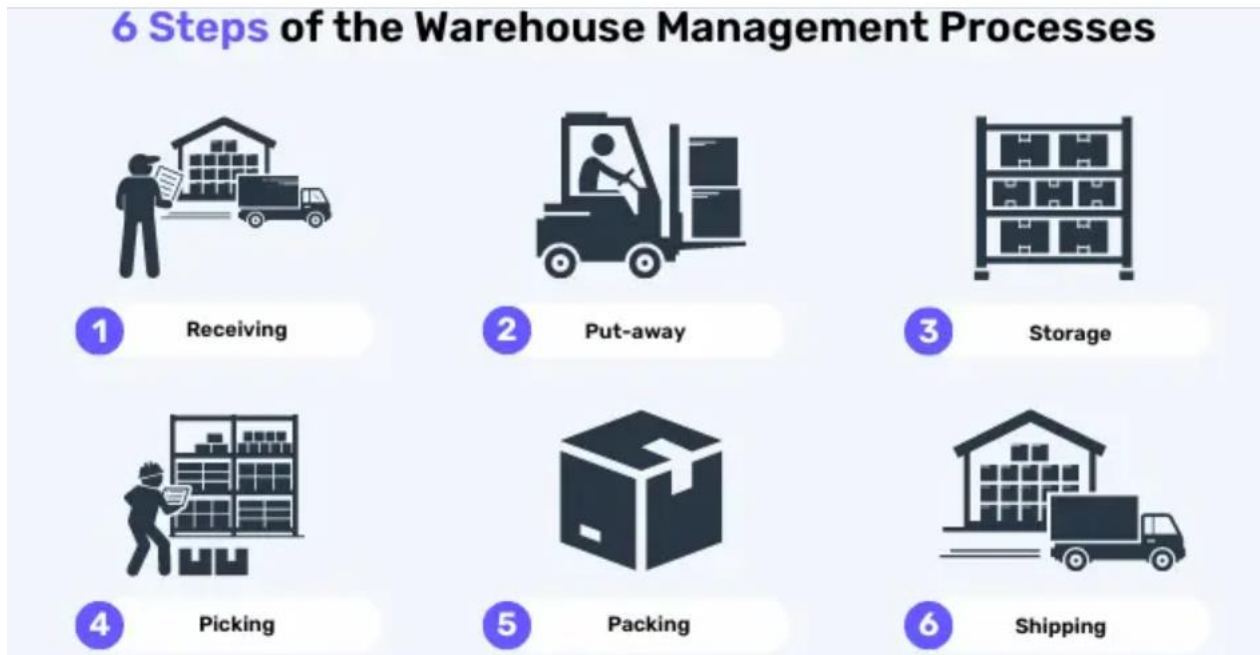 6 Steps of the Warehouse Management Processes
1 Receiving
2 Put-away
3 Storage
4 Picking
5 Packing
6 Shipping